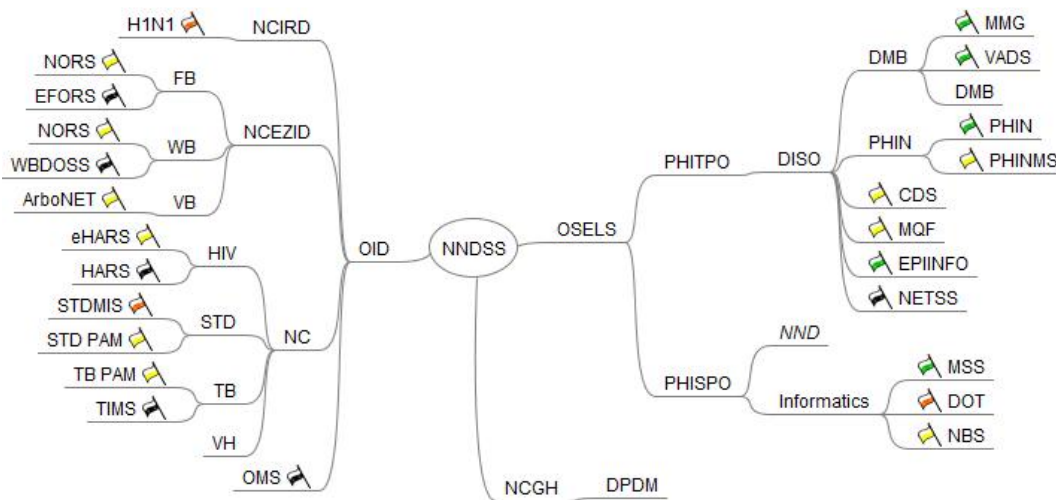 H1N1
NCIRD
NORS
FB
EFORS
NCEZID
NORS
WB
WBDOSS
ArboNET
VB
eHARS
HIV
HARS
OID
STDMIS
STD
STD PAM
NC
TB PAM
TB
TIMS
VH
OMS
NNDSS
OSELS
PHITPO
DISO
DMB
MMG
VADS
DMB
PHIN
PHIN
PHINMS
CDS
MQF
EPIINFO
NETSS
PHISPO
NND
Informatics
MSS
DOT
NBS
NCGH
DPDM